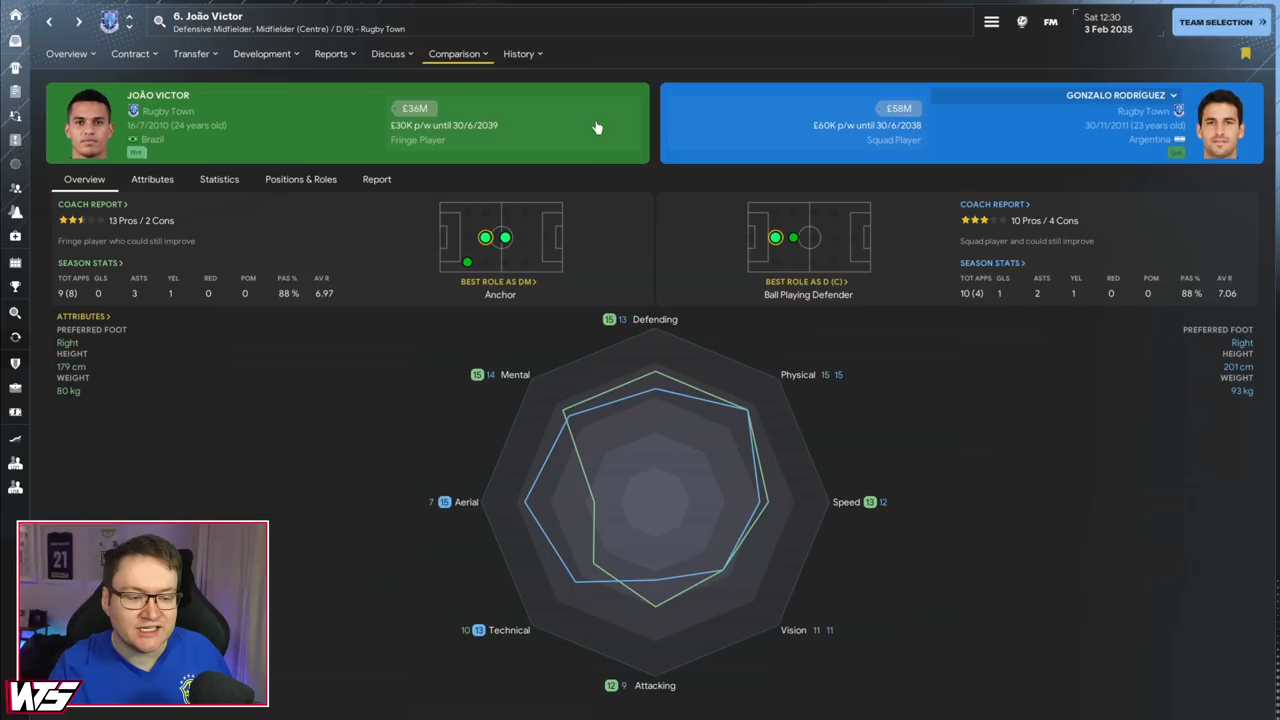 6. João Victor
Defensive Midfielder, Midfielder (Centre) / D (R) - Rugby Town
FM
Sat 12:30
3 Feb 2035
TEAM SELECTION
Overview
Contract
Transfer
Development
Reports
Discuss
Comparison
History
JOÃO VICTOR
Rugby Town
16/7/2010 (24 years old)
Brazil
Wnt
£36M
£30K p/w until 30/6/2039
Fringe Player
£58M
£60K p/w until 30/6/2038
Squad Player
GONZALO RODRÍGUEZ
Rugby Town
30/11/2011 (23 years old)
Argentina
Overview
Attributes
Statistics
Positions & Roles
Report
COACH REPORT
13 Pros / 2 Cons
Fringe player who could still improve
SEASON STATS
TOT APPS GLS ASTS YEL RED POM PAS % AV R
9 (8) 0 3 1 0 0 88 % 6.97
BEST ROLE AS DM
Anchor
BEST ROLE AS D (C)
Ball Playing Defender
COACH REPORT
10 Pros / 4 Cons
Squad player and could still improve
SEASON STATS
TOT APPS GLS ASTS YEL RED POM PAS % AV R
10 (4) 1 2 1 0 0 88 % 7.06
ATTRIBUTES
PREFERRED FOOT
Right
HEIGHT
179 cm
WEIGHT
80 kg
15 13 Defending
15 14 Mental
Physical 15 15
7 15 Aerial
Speed 13 12
10 13 Technical
Vision 11 11
12 9 Attacking
PREFERRED FOOT
Right
HEIGHT
201 cm
WEIGHT
93 kg
21
WTS